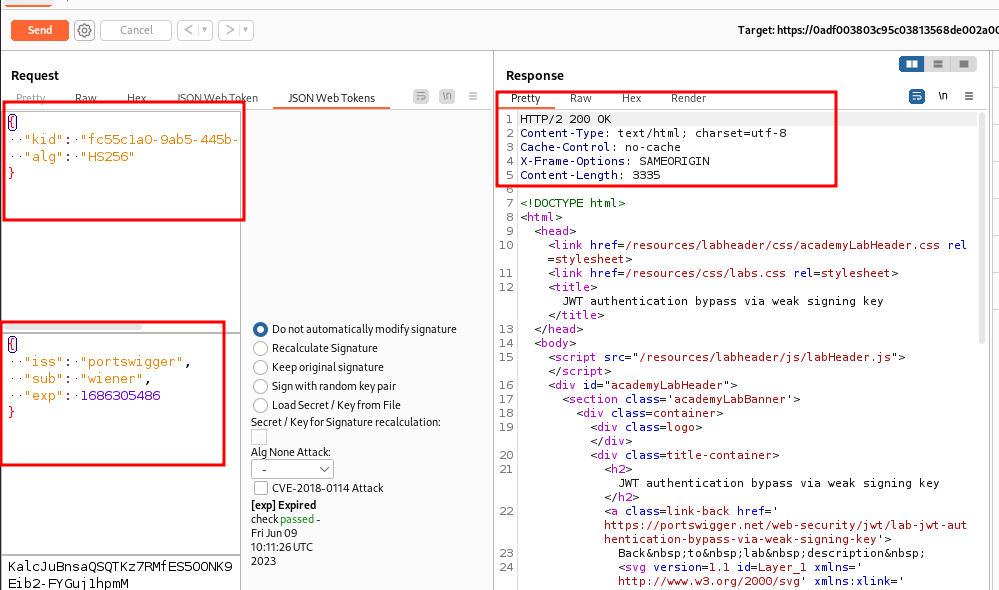 Send
Cancel
Target: https://0adf003803c95c03813568de002a00
Request
Pretty Raw Hex JSON Web Token JSON Web Tokens
{
"kid": "fc55c1a0-9ab5-445b-
"alg": "HS256"
}
{
"iss": "portswigger",
"sub": "wiener",
"exp": 1686305486
}
KalcJuBnsaQSQTKz7RMfES5OONK9
Eib2-FYGuj1hpmM
Do not automatically modify signature
Recalculate Signature
Keep original signature
Sign with random key pair
Load Secret / Key from File
Secret / Key for Signature recalculation:
Alg None Attack:
-
CVE-2018-0114 Attack
[exp] Expired
check passed -
Fri Jun 09
10:11:26 UTC
2023
Response
Pretty Raw Hex Render
1 HTTP/2 200 OK
2 Content-Type: text/html; charset=utf-8
3 Cache-Control: no-cache
4 X-Frame-Options: SAMEORIGIN
5 Content-Length: 3335
6
7 <!DOCTYPE html>
8 <html>
9 <head>
10 <link href=/resources/labheader/css/academyLabHeader.css rel
=stylesheet>
11 <link href=/resources/css/labs.css rel=stylesheet>
12 <title>
JWT authentication bypass via weak signing key
</title>
13 </head>
14 <body>
15 <script src="/resources/labheader/js/labHeader.js">
</script>
16 <div id="academyLabHeader">
17 <section class='academyLabBanner'>
18 <div class=container>
19 <div class=logo>
</div>
20 <div class=title-container>
21 <h2>
JWT authentication bypass via weak signing key
</h2>
22 <a class=link-back href='
https://portswigger.net/web-security/jwt/lab-jwt-aut
hentication-bypass-via-weak-signing-key'>
23 Back&nbsp;to&nbsp;lab&nbsp;description&nbsp;
24 <svg version=1.1 id=Layer_1 xmlns='
http://www.w3.org/2000/svg' xmlns:xlink='